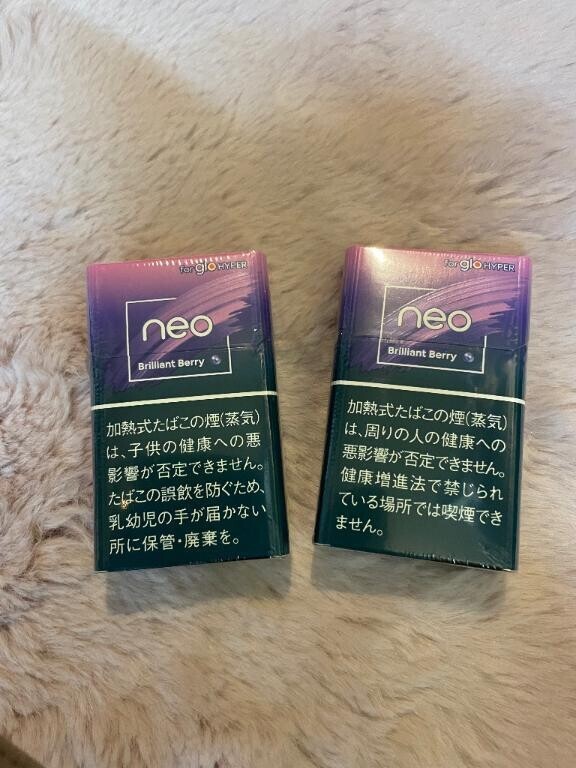 for glo HYPER
neo
Brilliant Berry
加熱式たばこの煙(蒸気)
は、子供の健康への悪
影響が否定できません。
たばこの誤飲を防ぐため、
乳幼児の手が届かない
所に保管・廃棄を。
for glo HYPER
neo
Brilliant Berry
加熱式たばこの煙(蒸気)
は、周りの人の健康への
悪影響が否定できません。
健康増進法で禁じられ
ている場所では喫煙でき
ません。